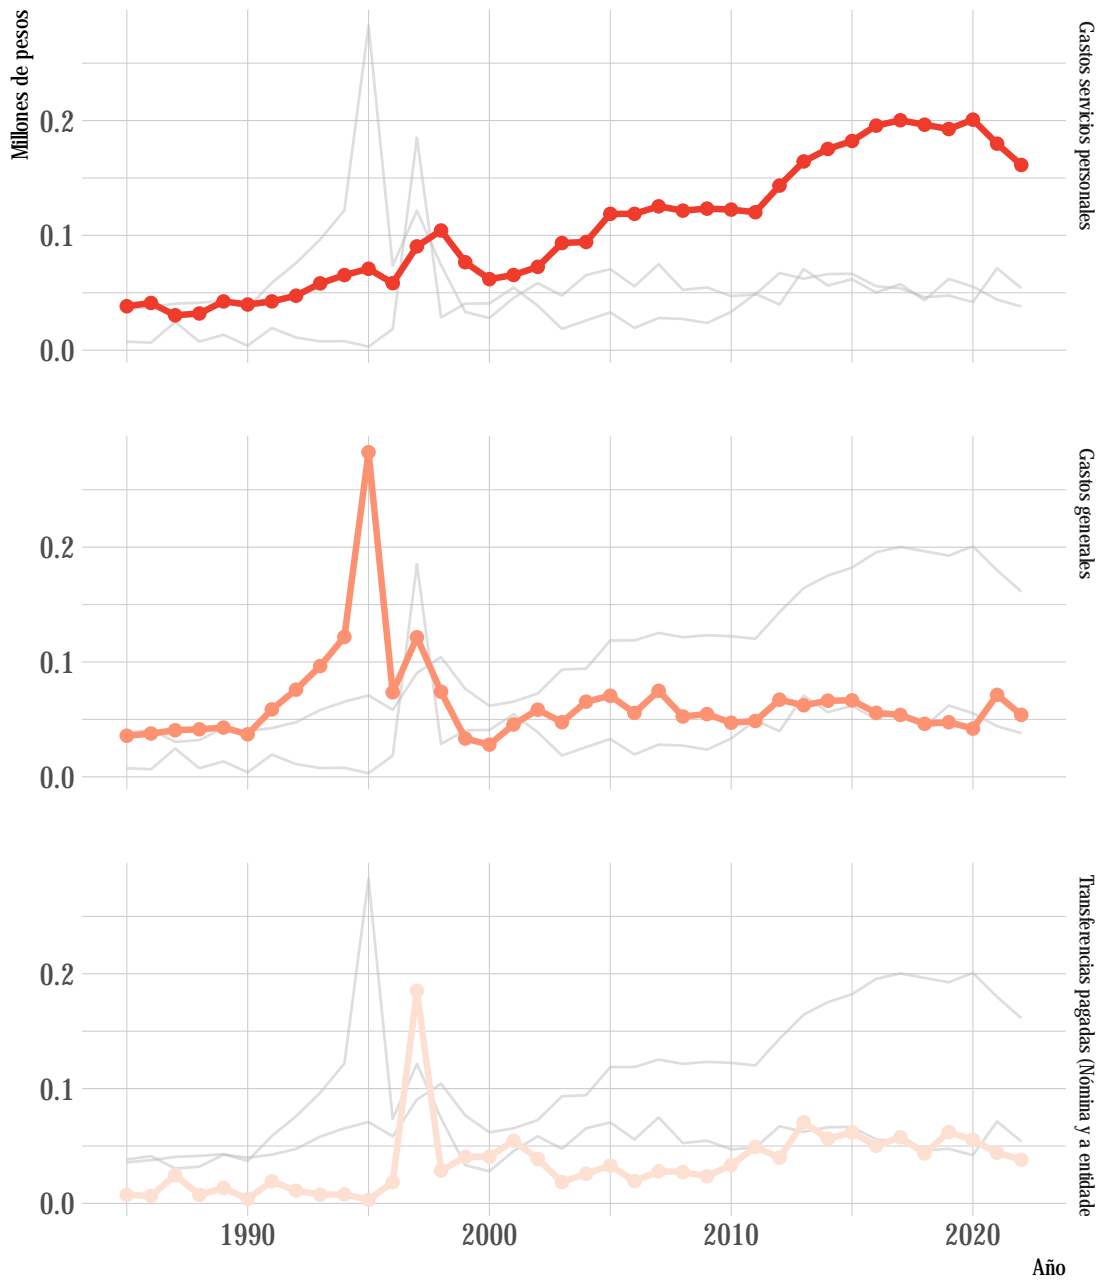 Millones de pesos
Gastos servicios personales
0.2
0.1
0.0
Gastos generales
0.2
0.1
0.0
Transferencias pagadas (Nómina y a entidade
0.2
0.1
0.0
1990
2000
2010
2020
Año